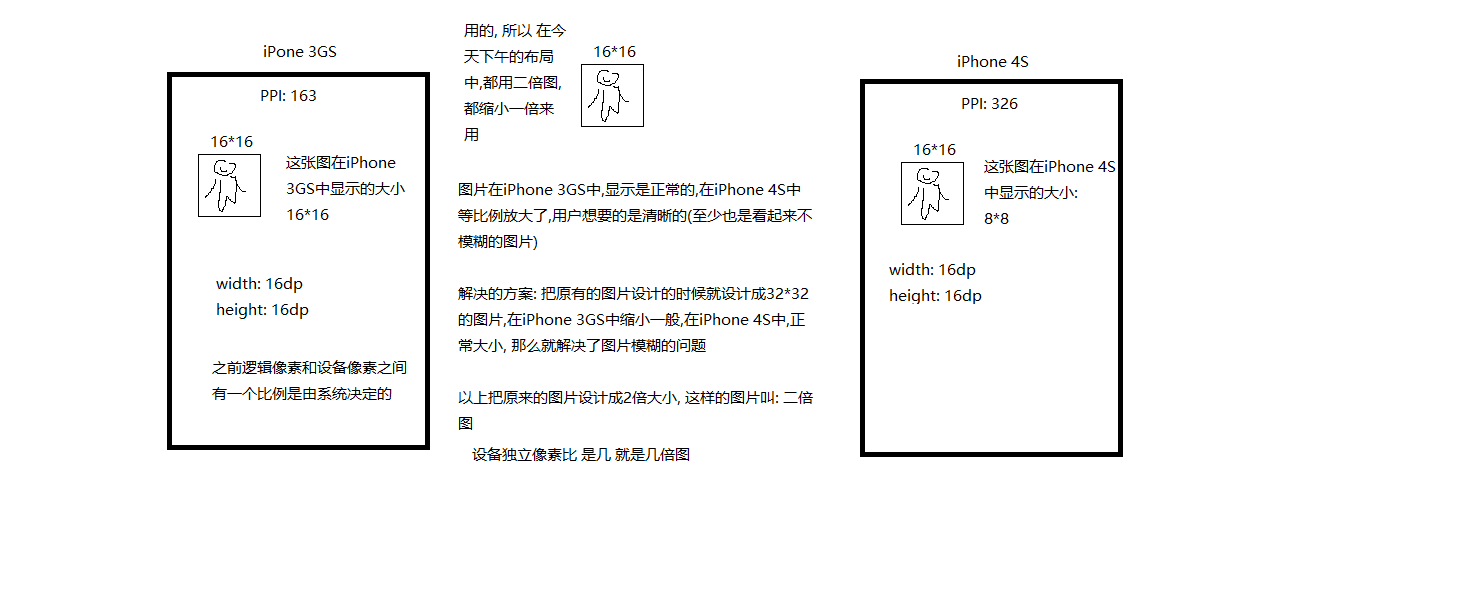 iPone 3GS
PPI: 163
16*16
这张图在iPhone
3GS中显示的大小
16*16
width: 16dp
height: 16dp
之前逻辑像素和设备像素之间
有一个比例是由系统决定的
用的, 所以 在今
天下午的布局
中,都用二倍图,
都缩小一倍来
用
16*16
图片在iPhone 3GS中,显示是正常的,在iPhone 4S中
等比例放大了,用户想要的是清晰的(至少也是看起来不
模糊的图片)
解决的方案: 把原有的图片设计的时候就设计成32*32
的图片,在iPhone 3GS中缩小一般,在iPhone 4S中,正
常大小, 那么就解决了图片模糊的问题
以上把原来的图片设计成2倍大小, 这样的图片叫: 二倍
图
设备独立像素比 是几 就是几倍图
iPhone 4S
PPI: 326
16*16
这张图在iPhone 4S
中显示的大小:
8*8
width: 16dp
height: 16dp